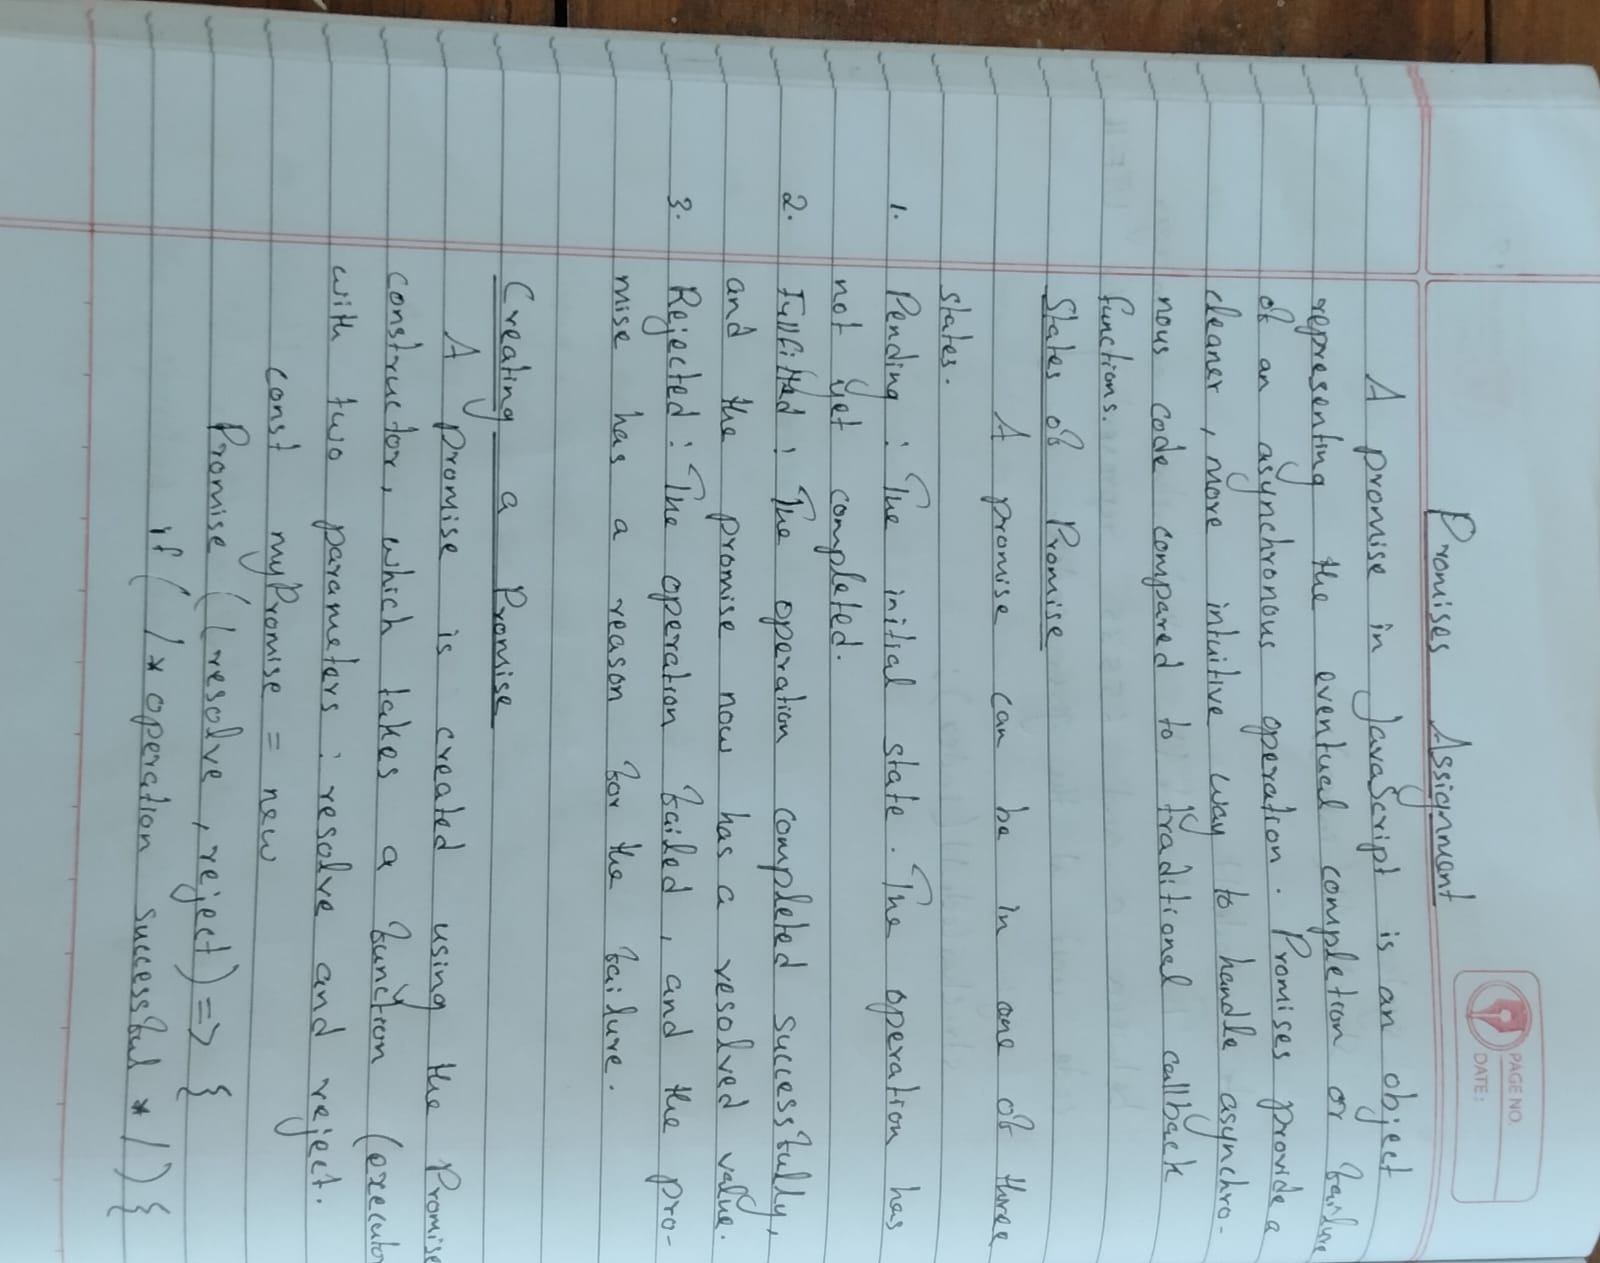 PAGE NO.
DATE:
Promises Assignment
A promise in JavaScript is an object
representing the eventual completion or failure
of an asynchronous operation. Promises provide a
cleaner, more intuitive way to handle asynchro-
nous code compared to traditional callback
functions.
States of Promise
A promise can be in one of three
states.
1. Pending : The initial state. The operation has
not yet completed.
2. Fullfilled : The operation completed successfully,
and the promise now has a resolved value.
3. Rejected : The operation failed, and the pro-
mise has a reason for the failure.
Creating a Promise
A promise is created using the Promise
constructor, which takes a function (executor
with two parameters : resolve and reject.
const myPromise = new
Promise ((resolve, reject) => {
if ( /* operation successful */ ) {